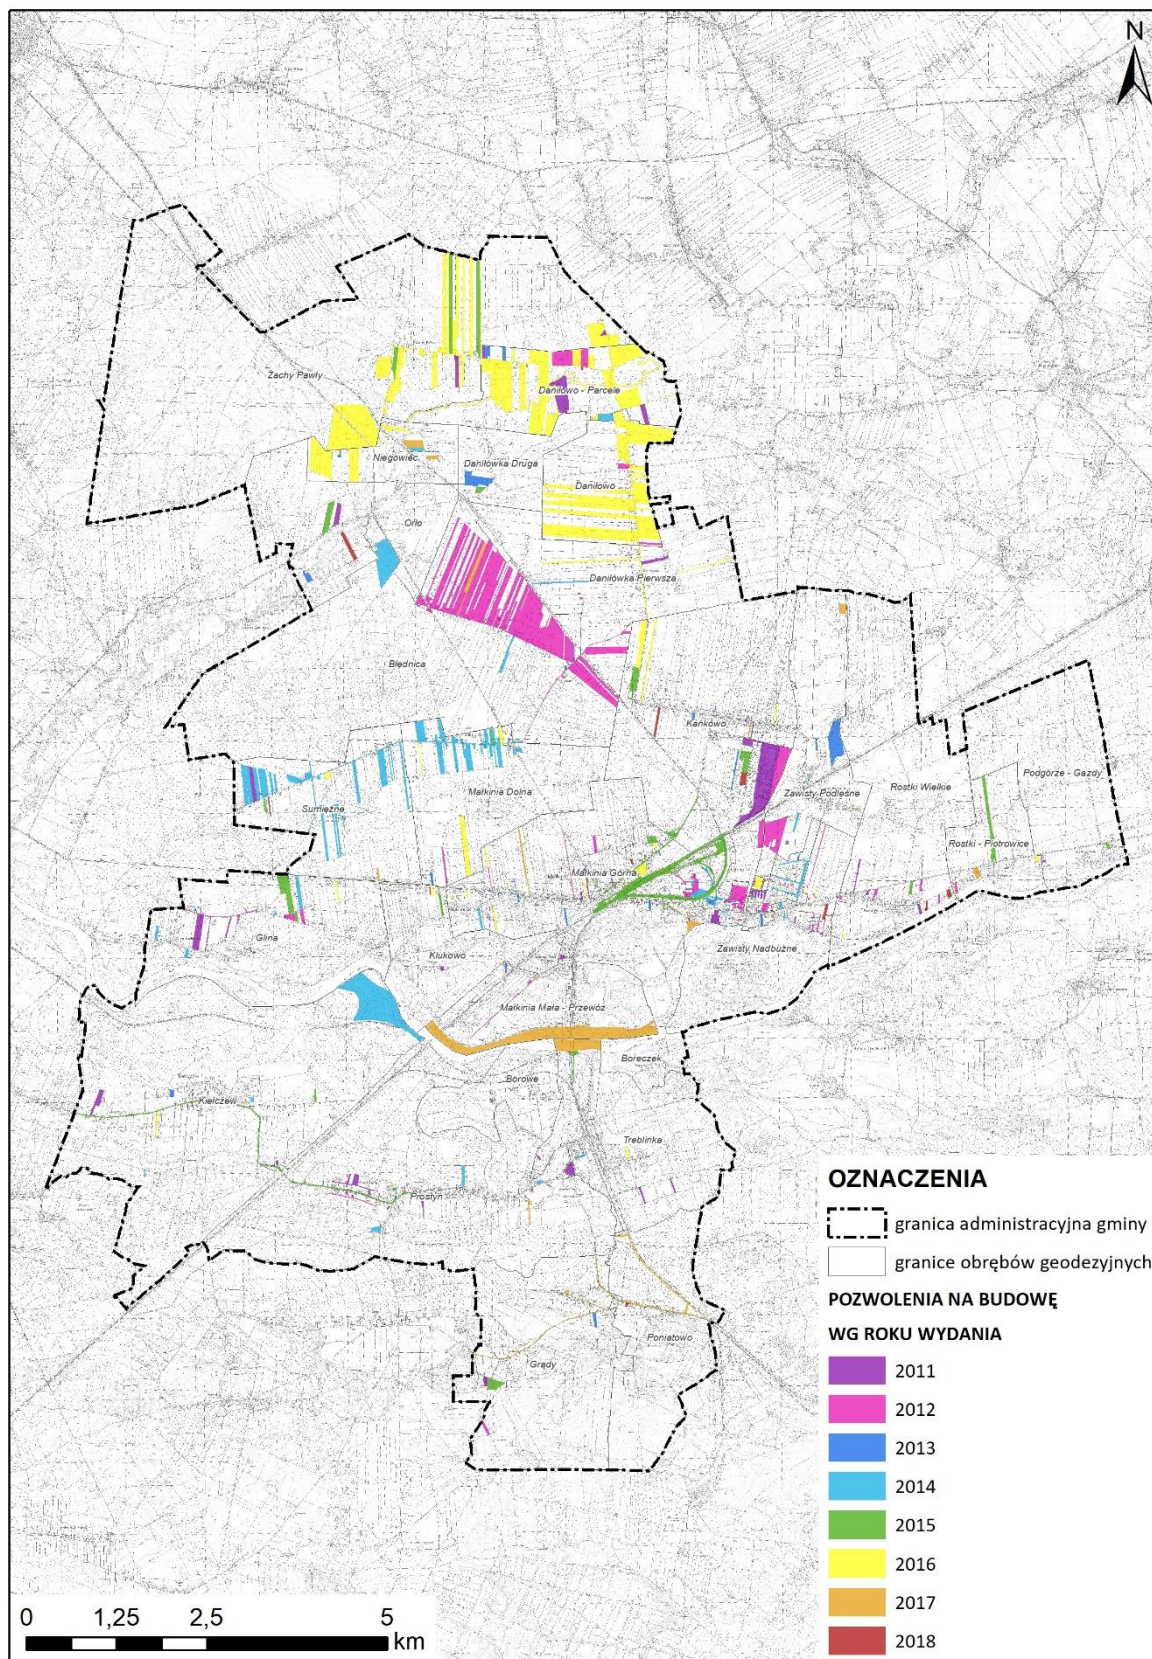 N
Żachy Pawły
Daniłowo - Parcele
Niegowiec
Daniłówka Druga
Daniłowo
Orło
Daniłówka Pierwsza
Błędnica
Kańkowo
Podgórze - Gazdy
Zawisty Podleśne
Rostki Wielkie
Małkinia Dolna
Sumiężne
Rostki - Piotrowice
Małkinia Górna
Glina
Zawisty Nadbużne
Klukowo
Małkinia Mała - Przewóz
Boreczek
Borowe
Kiełczew
Treblinka
Prostyń
Poniatowo
Grądy
OZNACZENIA
granica administracyjna gminy
granice obrębów geodezyjnych
POZWOLENIA NA BUDOWĘ
WG ROKU WYDANIA
2011
2012
2013
2014
2015
2016
2017
2018
0 1,25 2,5 5
km